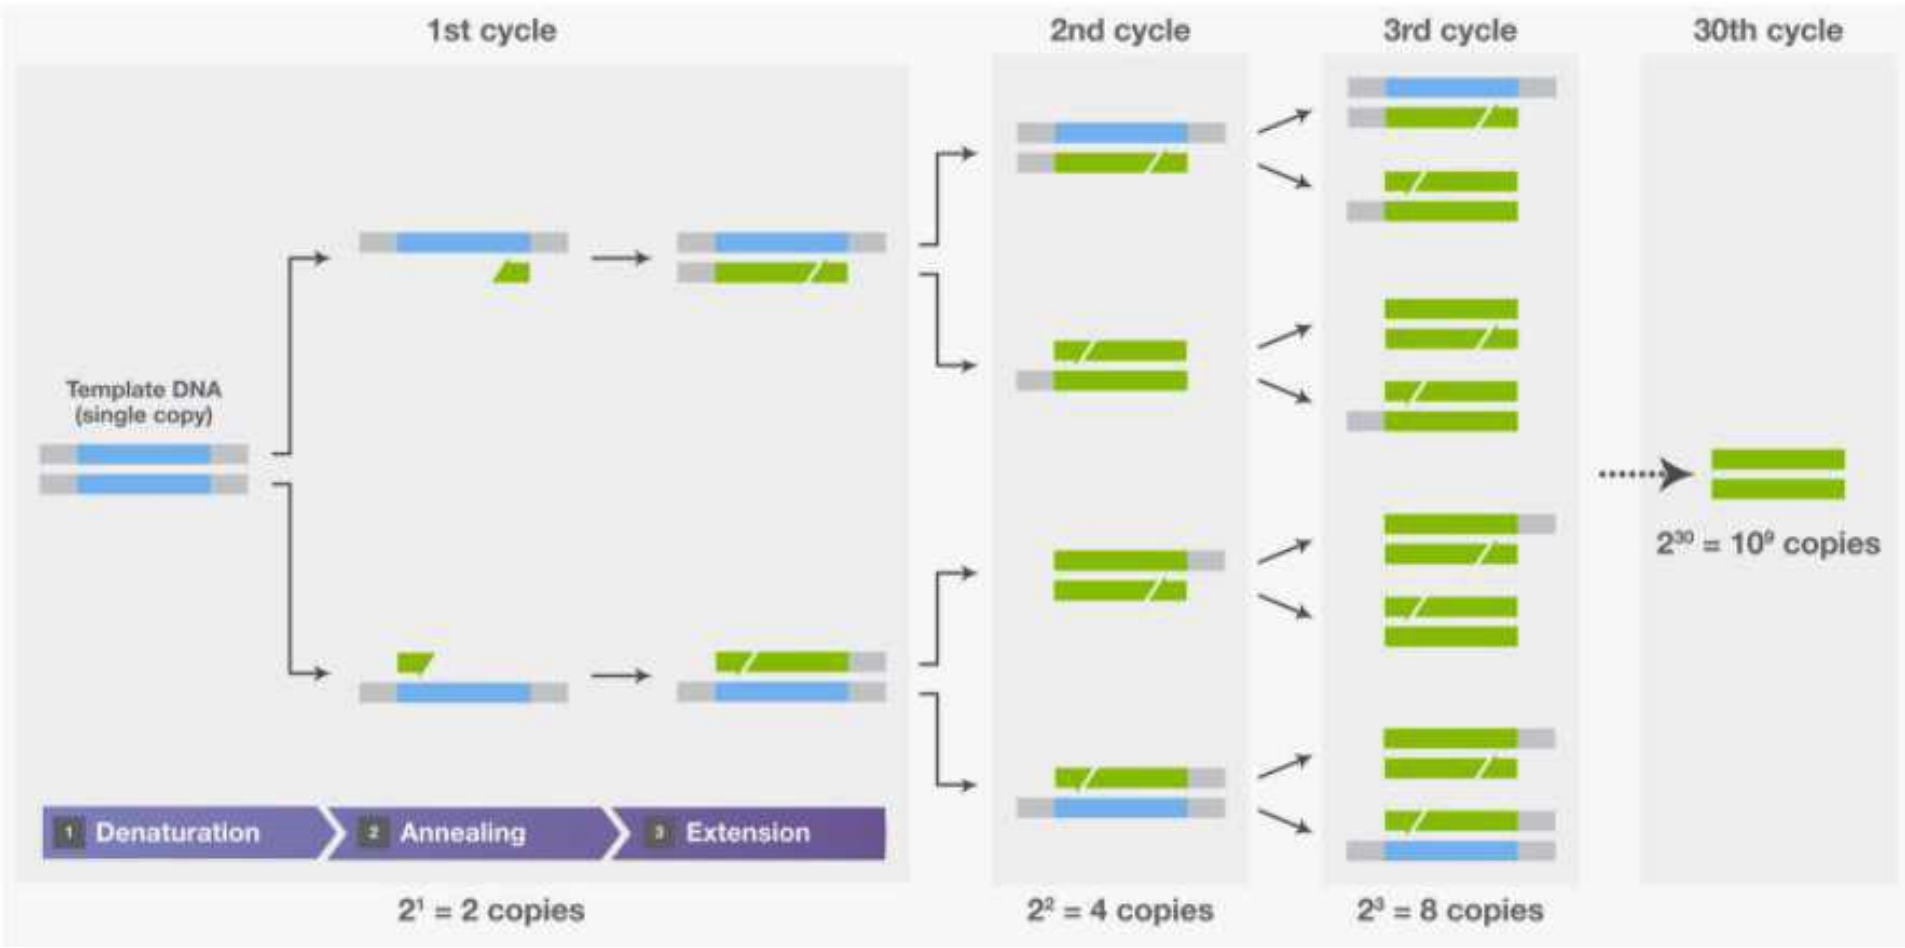 1st cycle
2nd cycle
3rd cycle
30th cycle
Template DNA
(single copy)
2³⁰ = 10⁹ copies
1 Denaturation
2 Annealing
3 Extension
2¹ = 2 copies
2² = 4 copies
2³ = 8 copies